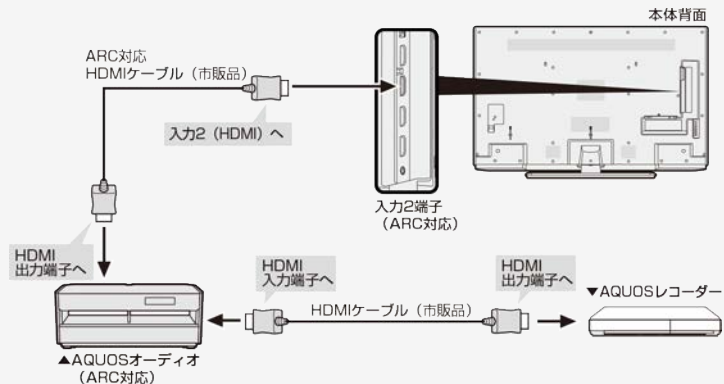 本体背面
ARC対応
HDMIケーブル（市販品）
入力2（HDMI）へ
入力2端子
（ARC対応）
HDMI
出力端子へ
HDMI
入力端子へ
HDMIケーブル（市販品）
HDMI
出力端子へ
▼AQUOSレコーダー
▲AQUOSオーディオ
（ARC対応）